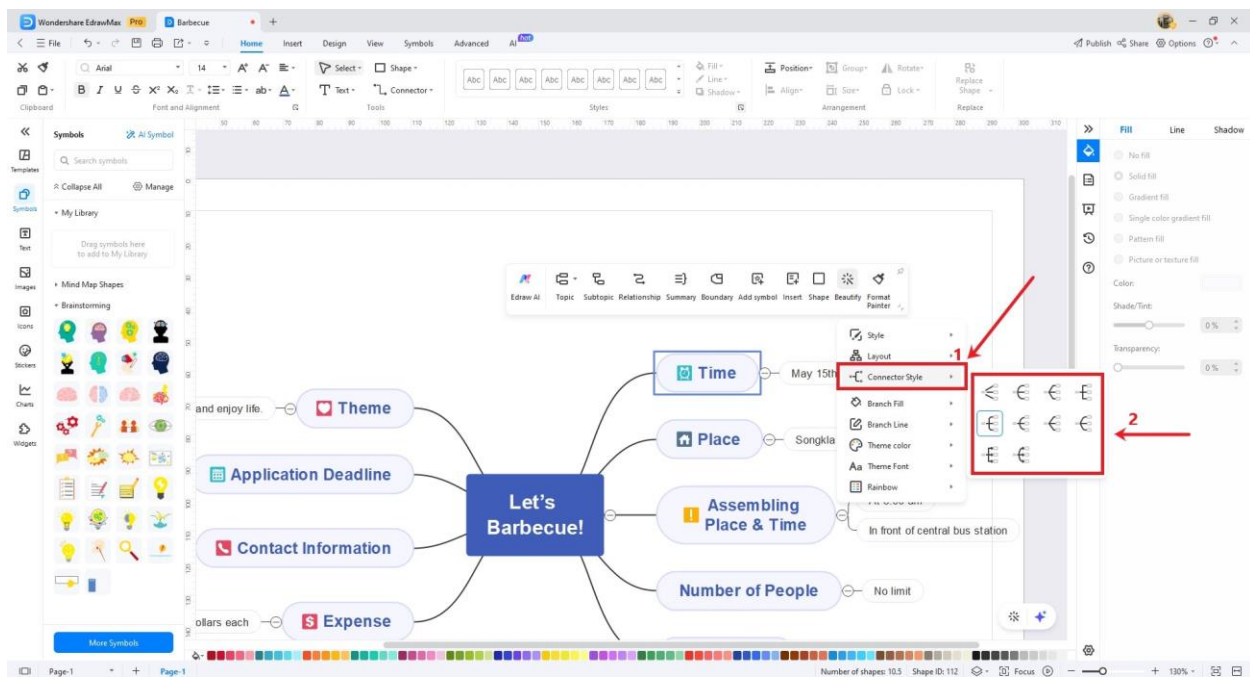 Wondershare EdrawMax Pro Barbecue
File Home Insert Design View Symbols Advanced AI hot Publish Share Options
Arial 14 Select Shape Text Connector
Abc Abc Abc Abc Abc Abc Abc Abc
Fill Line Shadow Position Group Rotate Align Size Lock Replace Shape
Clipboard Font and Alignment Tools Styles Arrangement Replace
Templates
Symbols
Text
Images
Icons
Stickers
Charts
Widgets
Symbols AI Symbol
Search symbols
Collapse All Manage
My Library
Drag symbols here
to add to My Library
Mind Map Shapes
Brainstorming
More Symbols
Edraw AI Topic Subtopic Relationship Summary Boundary Add symbol Insert Shape Beautify Format Painter
Style
Layout
Connector Style
Branch Fill
Branch Line
Theme color
Aa Theme Font
Rainbow
1
2
Let's
Barbecue!
and enjoy life.
Theme
Application Deadline
Contact Information
ollars each
Expense
Time
May 15th
Place
Songkla
Assembling
Place & Time
In front of central bus station
Number of People
No limit
Fill Line Shadow
No fill
Solid fill
Gradient fill
Single color gradient fill
Pattern fill
Picture or texture fill
Color:
Shade/Tint:
0 %
Transparency:
0 %
Page-1 Page-1 Number of shapes: 10.5 Shape ID: 112 Focus 130%